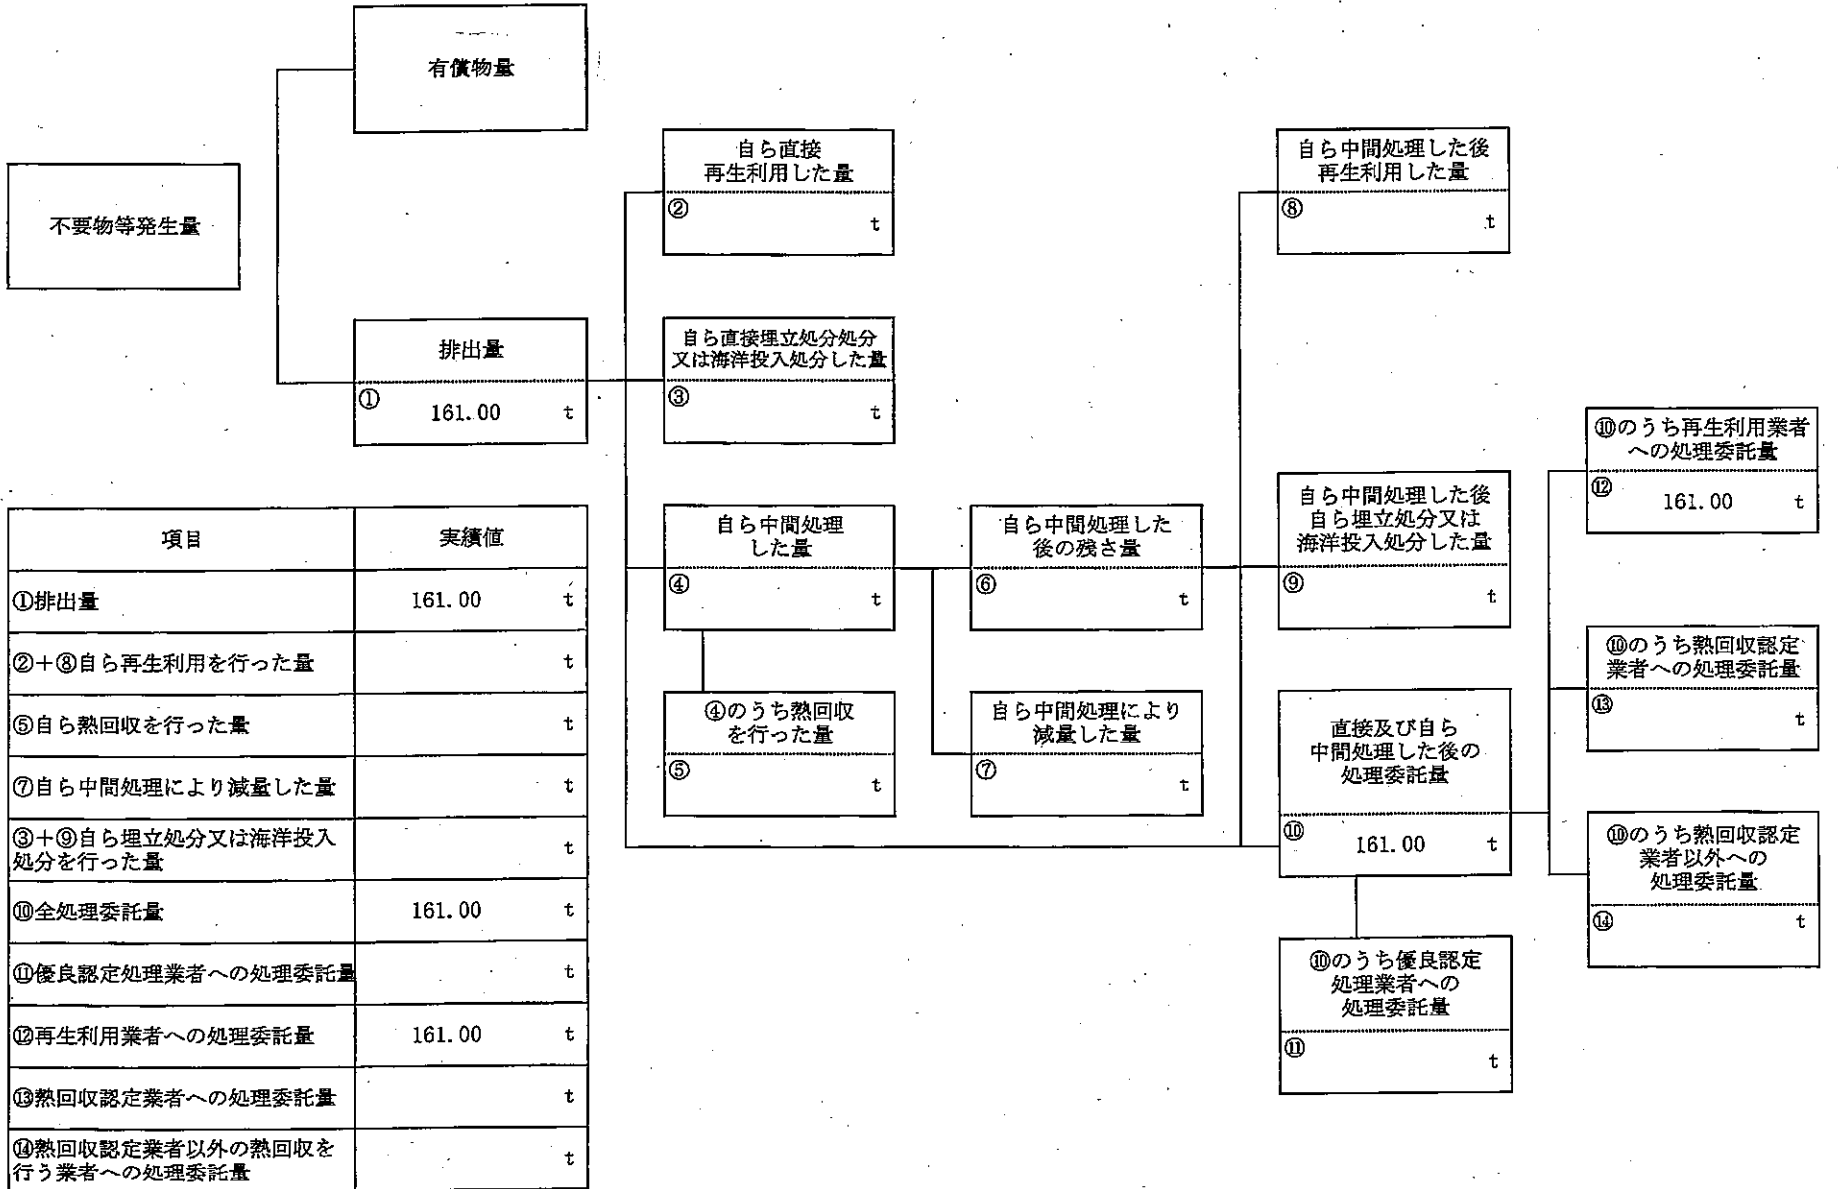 有償物量
不要物等発生量
排出量
① 161.00 t
自ら直接
再生利用した量
② t
自ら直接埋立処分処分
又は海洋投入処分した量
③ t
自ら中間処理
した量
④ t
④のうち熱回収
を行った量
⑤ t
自ら中間処理した
後の残さ量
⑥ t
自ら中間処理により
減量した量
⑦ t
自ら中間処理した後
再生利用した量
⑧ t
自ら中間処理した後
自ら埋立処分又は
海洋投入処分した量
⑨ t
直接及び自ら
中間処理した後の
処理委託量
⑩ 161.00 t
⑩のうち優良認定
処理業者への
処理委託量
⑪ t
⑩のうち再生利用業者
への処理委託量
⑫ 161.00 t
⑩のうち熱回収認定
業者への処理委託量
⑬ t
⑩のうち熱回収認定
業者以外への
処理委託量
⑭ t
項目 実績値
①排出量 161.00 t
②+⑧自ら再生利用を行った量 t
⑤自ら熱回収を行った量 t
⑦自ら中間処理により減量した量 t
③+⑨自ら埋立処分又は海洋投入
処分を行った量 t
⑩全処理委託量 161.00 t
⑪優良認定処理業者への処理委託量 t
⑫再生利用業者への処理委託量 161.00 t
⑬熱回収認定業者への処理委託量 t
⑭熱回収認定業者以外の熱回収を
行う業者への処理委託量 t